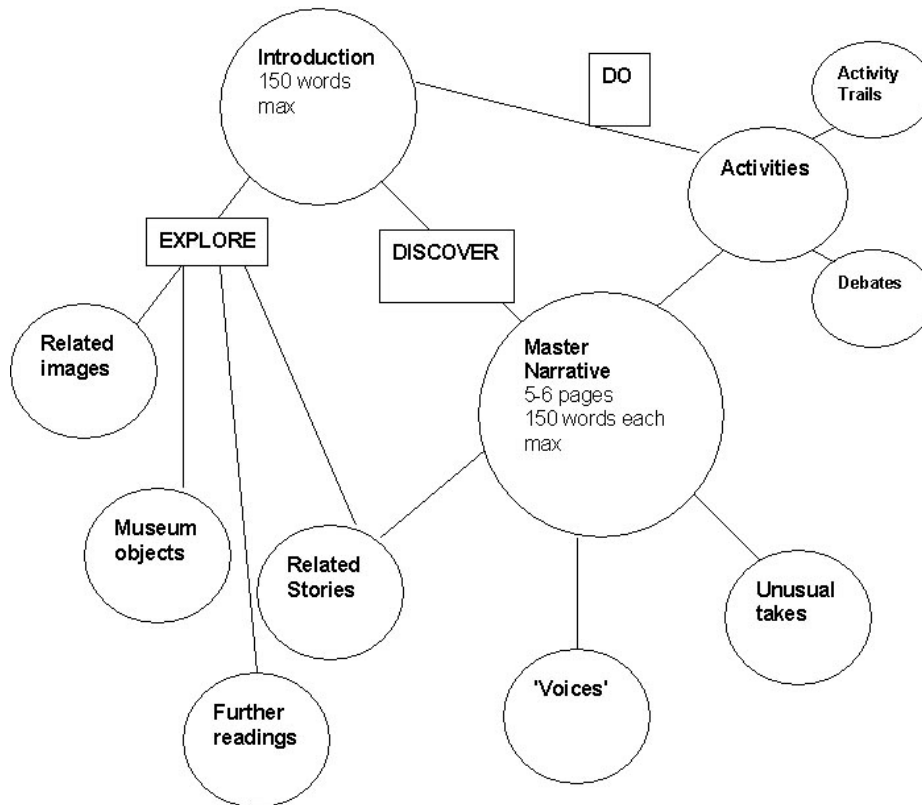 Introduction
150 words
max
DO
Activity
Trails
Activities
EXPLORE
DISCOVER
Debates
Related
images
Master
Narrative
5-6 pages
150 words each
max
Museum
objects
Related
Stories
Unusual
takes
'Voices'
Further
readings